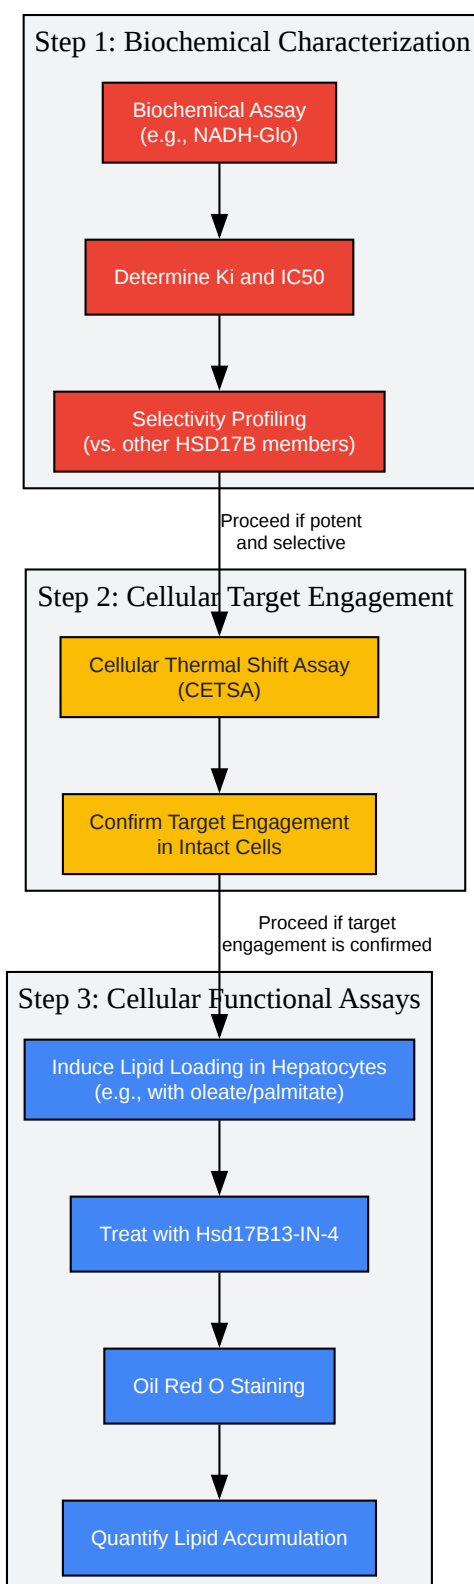 Step 1: Biochemical Characterization
Biochemical Assay
(e.g., NADH-Glo)
Determine Ki and IC50
Selectivity Profiling
(vs. other HSD17B members)
Proceed if potent
and selective
Step 2: Cellular Target Engagement
Cellular Thermal Shift Assay
(CETSA)
Confirm Target Engagement
in Intact Cells
Proceed if target
engagement is confirmed
Step 3: Cellular Functional Assays
Induce Lipid Loading in Hepatocytes
(e.g., with oleate/palmitate)
Treat with Hsd17B13-IN-4
Oil Red O Staining
Quantify Lipid Accumulation